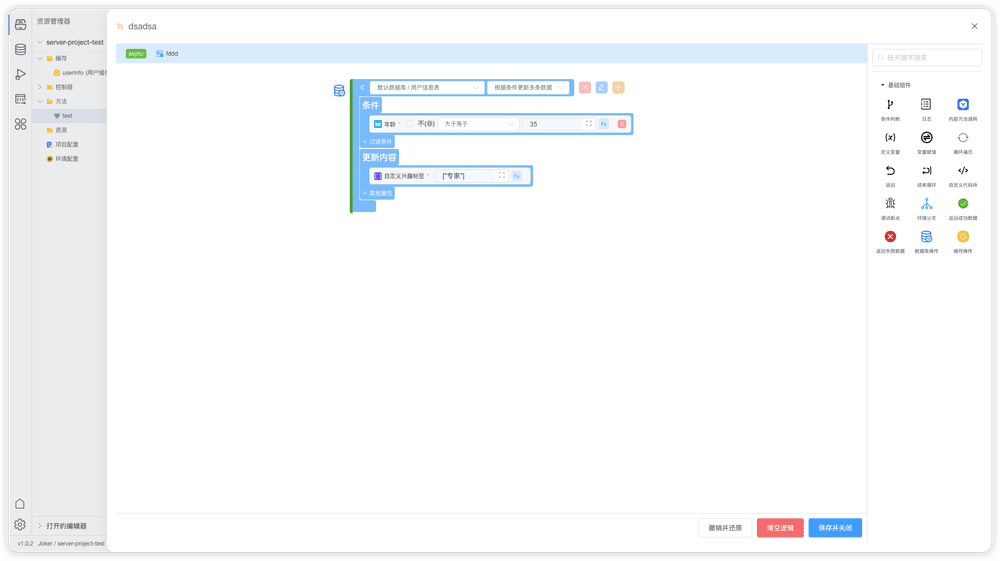 资源管理器
server-project-test
缓存
userInfo (用户缓存
控制器
方法
test
资源
项目配置
环境配置
打开的编辑器
v1.0.2 Joker / server-project-test
dsadsa
async fddd
默认数据库 / 用户信息表 根据条件更新多条数据
条件
年龄 * 不(非) 大于等于 35 fx
+ 过滤条件
更新内容
自定义兴趣标签 * ["专家"] fx
+ 其他属性
撤销并还原 清空逻辑 保存并关闭
按关键字搜索
基础组件
条件判断 日志 内部方法调用
(x)
定义变量 变量赋值 循环遍历
返回 结束循环 自定义代码块
调试断点 环境分支 返回成功数据
返回失败数据 数据库操作 缓存操作